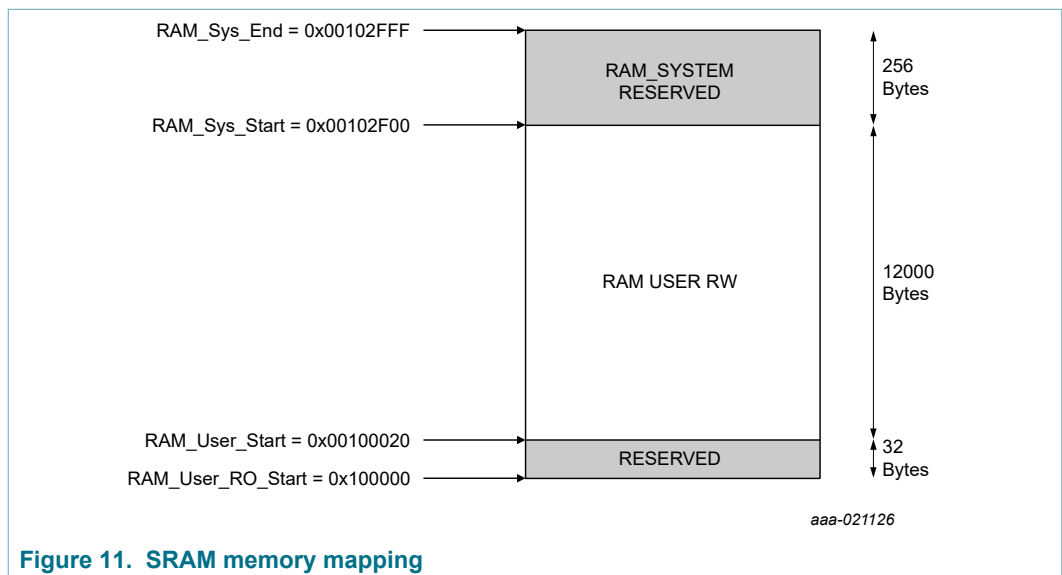 RAM_Sys_End = 0x00102FFF
RAM_SYSTEM
RESERVED
256
Bytes
RAM_Sys_Start = 0x00102F00
RAM USER RW
12000
Bytes
RAM_User_Start = 0x00100020
RESERVED
32
Bytes
RAM_User_RO_Start = 0x100000
aaa-021126
Figure 11. SRAM memory mapping